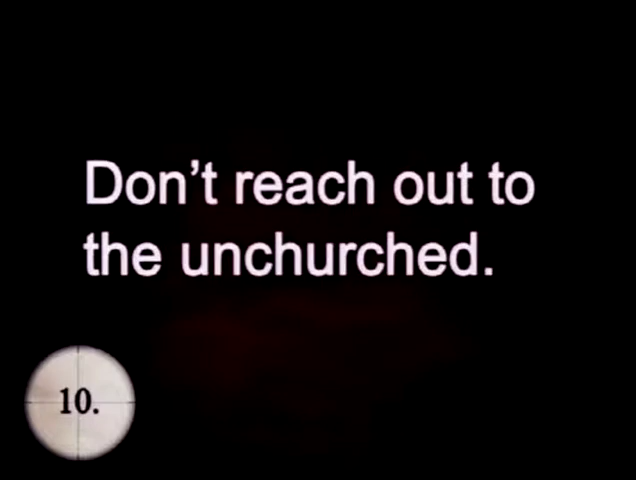 Don’t reach out to
the unchurched.
10.